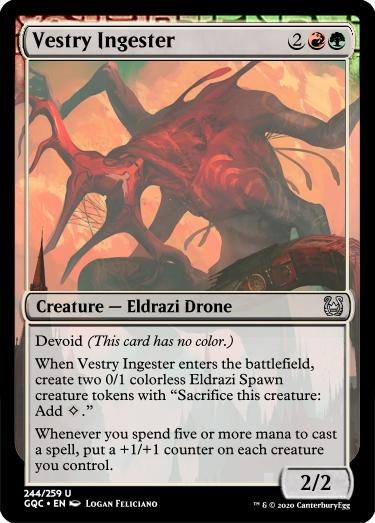 Vestry Ingester 2
Creature — Eldrazi Drone
Devoid (This card has no color.)
When Vestry Ingester enters the battlefield,
create two 0/1 colorless Eldrazi Spawn
creature tokens with “Sacrifice this creature:
Add ◇.”
Whenever you spend five or more mana to cast
a spell, put a +1/+1 counter on each creature
you control.
2/2
244/259 U
GQC • EN Logan Feliciano
™ & © 2020 CanterburyEgg